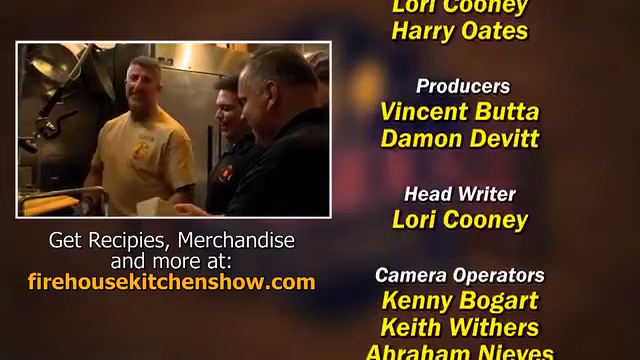 Lori Cooney
Harry Oates
Producers
Vincent Butta
Damon Devitt
Head Writer
Lori Cooney
Camera Operators
Kenny Bogart
Keith Withers
Abraham Nieves
Get Recipies, Merchandise
and more at:
firehousekitchenshow.com